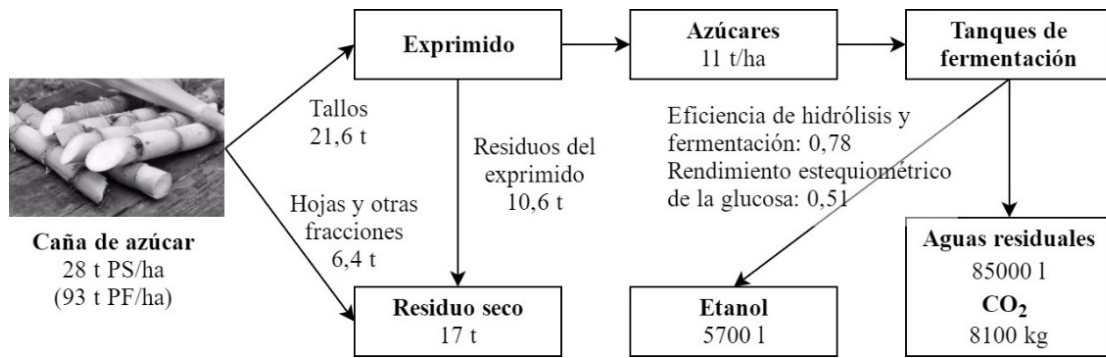 Exprimido
Azúcares
11 t/ha
Tanques de
fermentación
Tallos
21,6 t
Residuos del
exprimido
10,6 t
Eficiencia de hidrólisis y
fermentación: 0,78
Rendimiento estequiométrico
de la glucosa: 0,51
Hojas y otras
fracciones
6,4 t
Caña de azúcar
28 t PS/ha
(93 t PF/ha)
Residuo seco
17 t
Etanol
5700 l
Aguas residuales
85000 l
CO₂
8100 kg